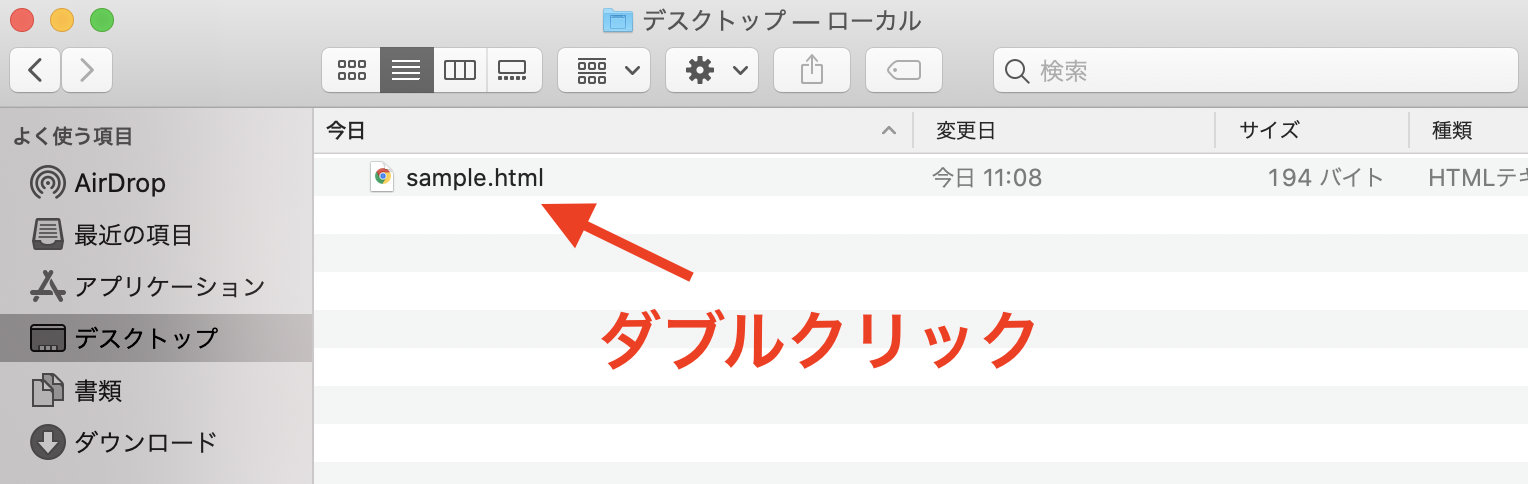 デスクトップ — ローカル
検索
よく使う項目
AirDrop
最近の項目
アプリケーション
デスクトップ
書類
ダウンロード
今日 変更日 サイズ 種類
sample.html 今日 11:08 194 バイト HTMLテキ
ダブルクリック